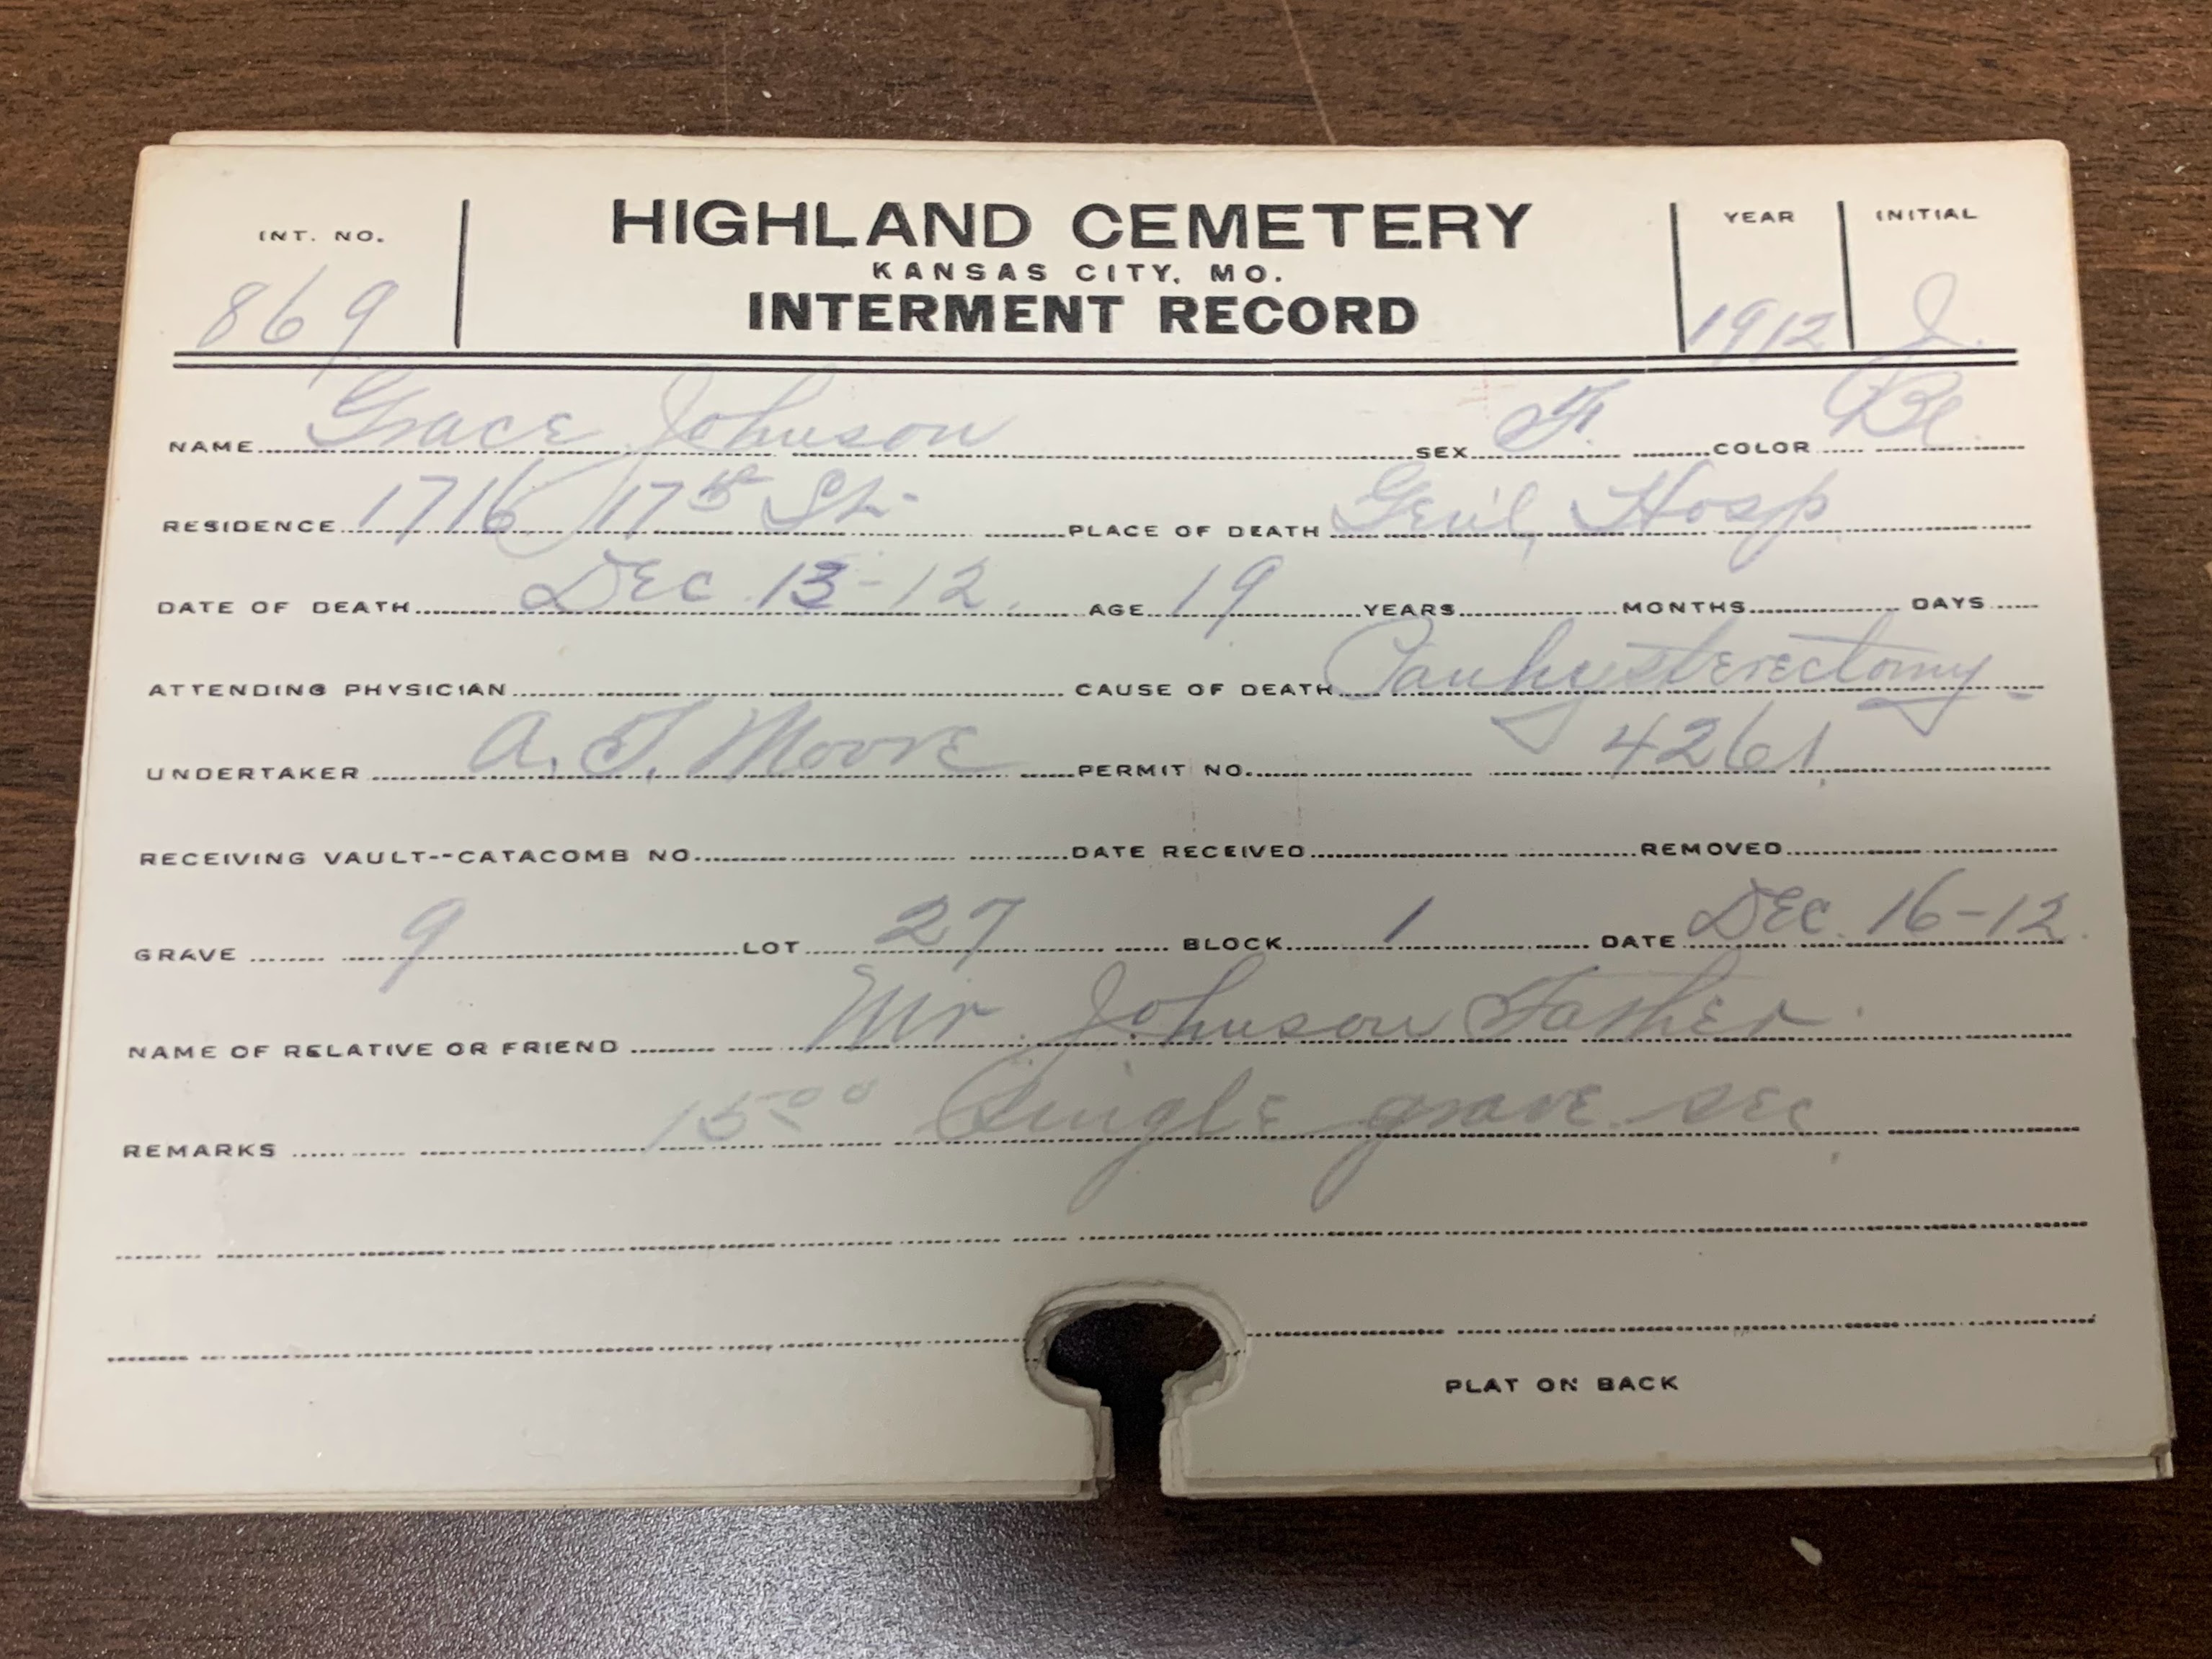 INT. NO. HIGHLAND CEMETERY YEAR INITIAL
KANSAS CITY, MO.
869 INTERMENT RECORD 1912 J.
NAME Grace Johnson SEX F. COLOR Bl.
RESIDENCE 1716 17th St. PLACE OF DEATH Gen'l Hosp
DATE OF DEATH Dec 13-12. AGE 19 YEARS MONTHS DAYS
ATTENDING PHYSICIAN CAUSE OF DEATH Panhysterectomy
UNDERTAKER A. T. Moore PERMIT NO. 4261.
RECEIVING VAULT--CATACOMB NO. DATE RECEIVED REMOVED
GRAVE 9 LOT 27 BLOCK 1 DATE Dec. 16-12.
NAME OF RELATIVE OR FRIEND Mr. Johnson Father.
REMARKS 15 00 Single grave sec.
PLAT ON BACK